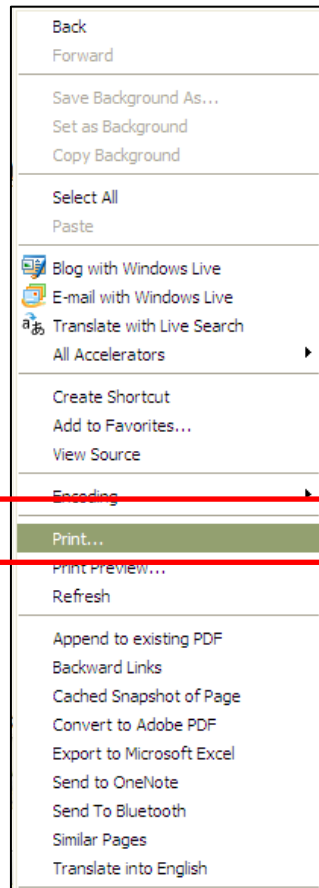 Back
Forward
Save Background As...
Set as Background
Copy Background
Select All
Paste
Blog with Windows Live
E-mail with Windows Live
Translate with Live Search
All Accelerators
Create Shortcut
Add to Favorites...
View Source
Encoding
Print...
Print Preview...
Refresh
Append to existing PDF
Backward Links
Cached Snapshot of Page
Convert to Adobe PDF
Export to Microsoft Excel
Send to OneNote
Send To Bluetooth
Similar Pages
Translate into English